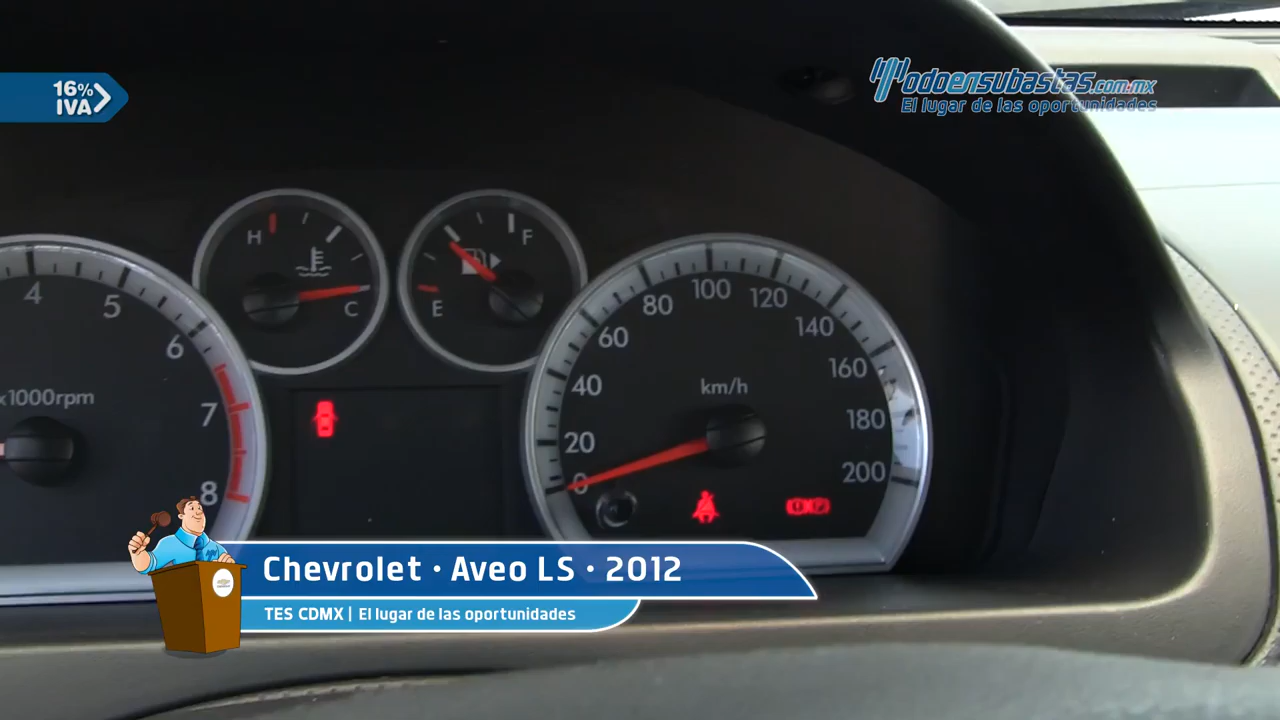 16%
IVA
Todoensubastas.com.mx
El lugar de las oportunidades
H
C
F
E
4
5
6
7
8
x1000rpm
0
20
40
60
80
100
120
140
160
180
200
km/h
Chevrolet • Aveo LS • 2012
TES CDMX | El lugar de las oportunidades